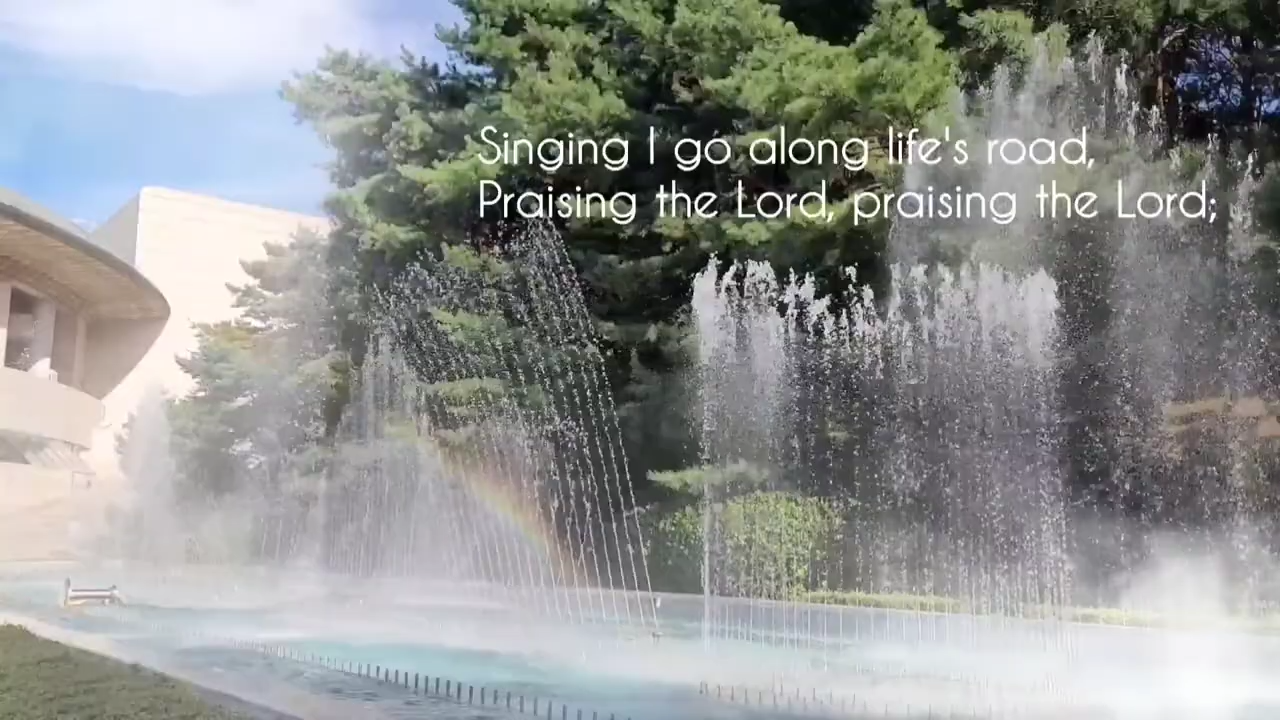 Singing I go along life's road,
Praising the Lord, praising the Lord;